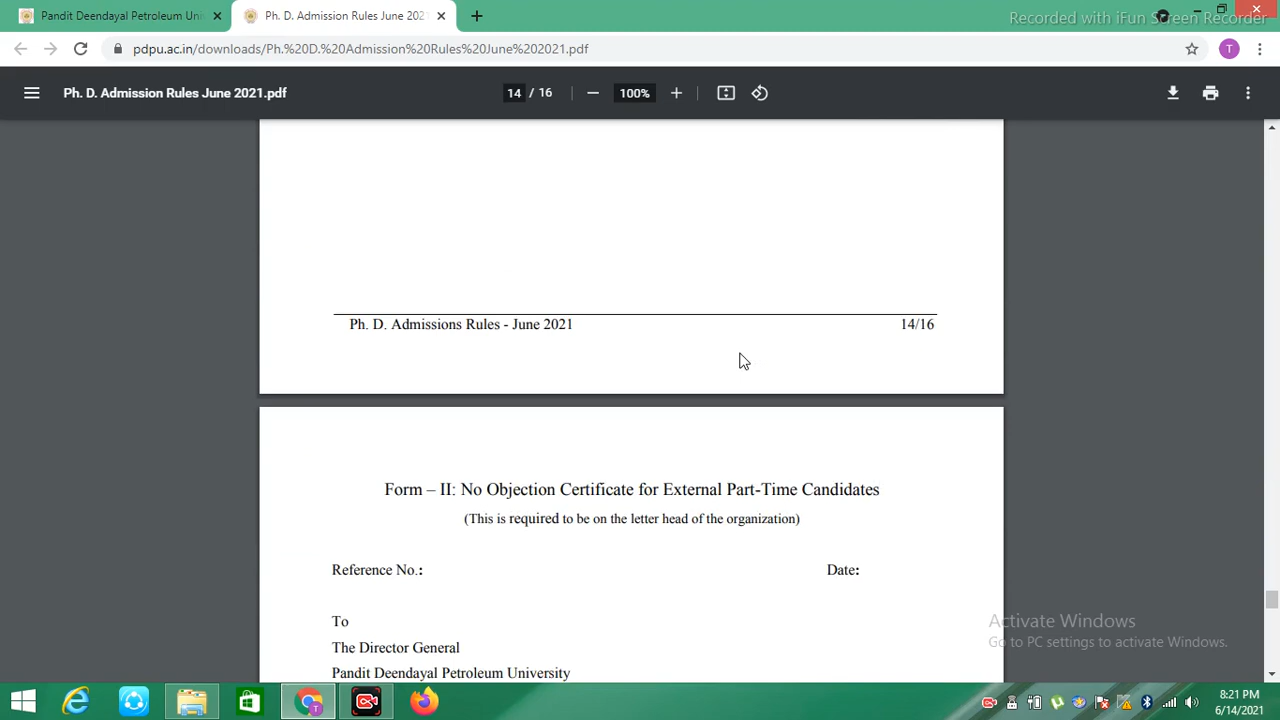 Pandit Deendayal Petroleum Uni
Ph. D. Admission Rules June 202
Recorded with iFun Screen Recorder
pdpu.ac.in/downloads/Ph.%20D.%20Admission%20Rules%20June%202021.pdf
T
Ph. D. Admission Rules June 2021.pdf
14 / 16
100%
Ph. D. Admissions Rules - June 2021 14/16
Form – II: No Objection Certificate for External Part-Time Candidates
(This is required to be on the letter head of the organization)
Reference No.: Date:
To
The Director General
Pandit Deendayal Petroleum University
Activate Windows
Go to PC settings to activate Windows.
8:21 PM
6/14/2021